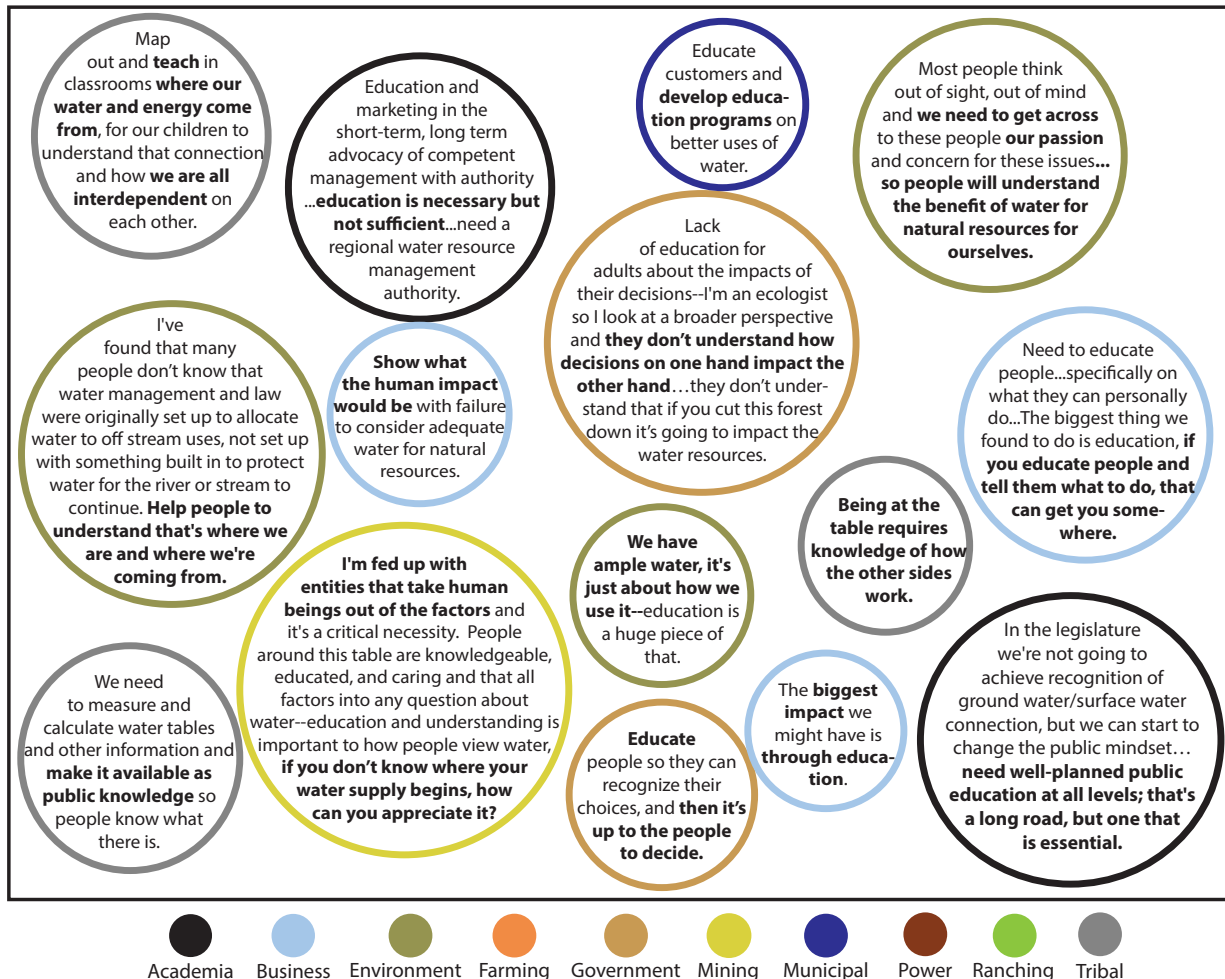 Map
out and teach in
classrooms where our
water and energy come
from, for our children to
understand that connection
and how we are all
interdependent on
each other.
Education and
marketing in the
short-term, long term
advocacy of competent
management with authority
...education is necessary but
not sufficient...need a
regional water resource
management
authority.
Educate
customers and
develop educa-
tion programs on
better uses of
water.
Most people think
out of sight, out of mind
and we need to get across
to these people our passion
and concern for these issues...
so people will understand
the benefit of water for
natural resources for
ourselves.
Lack
of education for
adults about the impacts of
their decisions--I'm an ecologist
so I look at a broader perspective
and they don't understand how
decisions on one hand impact the
other hand…they don't under-
stand that if you cut this forest
down it's going to impact the
water resources.
I've
found that many
people don't know that
water management and law
were originally set up to allocate
water to off stream uses, not set up
with something built in to protect
water for the river or stream to
continue. Help people to
understand that's where we
are and where we're
coming from.
Show what
the human impact
would be with failure
to consider adequate
water for natural
resources.
Need to educate
people...specifically on
what they can personally
do...The biggest thing we
found to do is education, if
you educate people and
tell them what to do, that
can get you some-
where.
Being at the
table requires
knowledge of how
the other sides
work.
We have
ample water, it's
just about how we
use it--education is
a huge piece of
that.
I'm fed up with
entities that take human
beings out of the factors and
it's a critical necessity. People
around this table are knowledgeable,
educated, and caring and that all
factors into any question about
water--education and understanding is
important to how people view water,
if you don't know where your
water supply begins, how
can you appreciate it?
In the legislature
we're not going to
achieve recognition of
ground water/surface water
connection, but we can start to
change the public mindset…
need well-planned public
education at all levels; that's
a long road, but one that
is essential.
We need
to measure and
calculate water tables
and other information and
make it available as
public knowledge so
people know what
there is.
The biggest
impact we
might have is
through educa-
tion.
Educate
people so they can
recognize their
choices, and then it's
up to the people
to decide.
Academia Business Environment Farming Government Mining Municipal Power Ranching Tribal